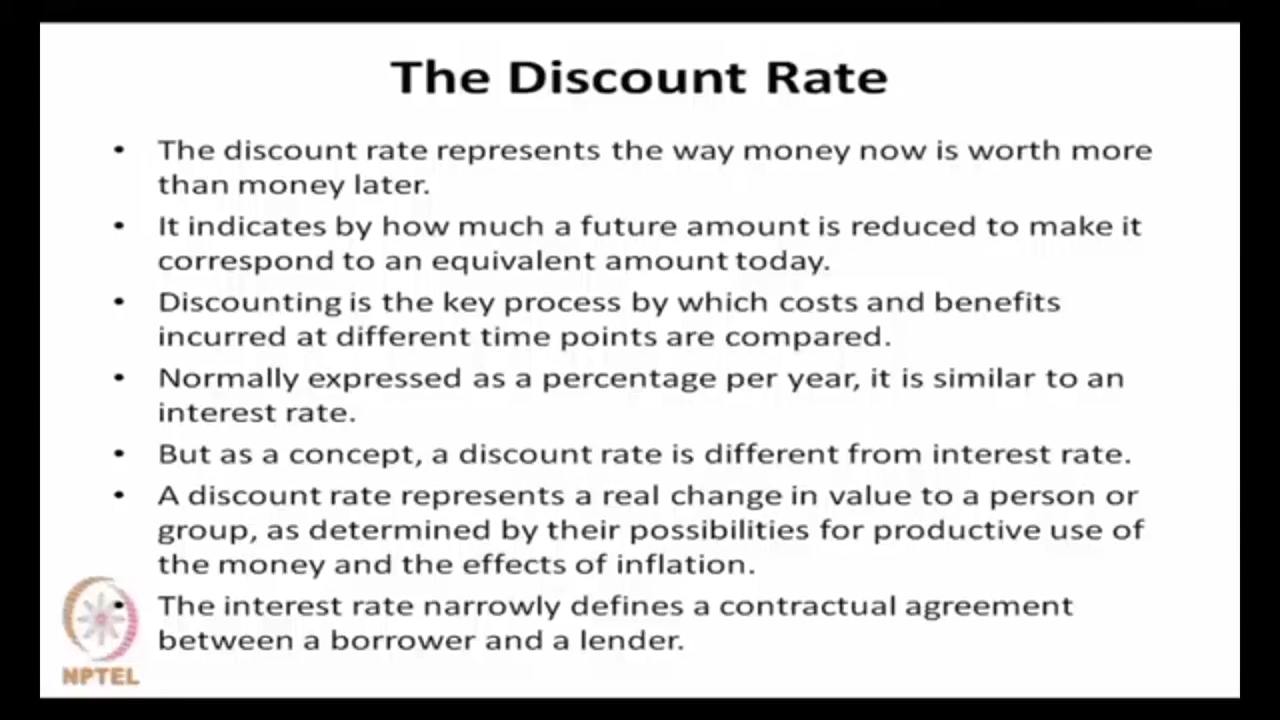 The Discount Rate
• The discount rate represents the way money now is worth more
than money later.
• It indicates by how much a future amount is reduced to make it
correspond to an equivalent amount today.
• Discounting is the key process by which costs and benefits
incurred at different time points are compared.
• Normally expressed as a percentage per year, it is similar to an
interest rate.
• But as a concept, a discount rate is different from interest rate.
• A discount rate represents a real change in value to a person or
group, as determined by their possibilities for productive use of
the money and the effects of inflation.
• The interest rate narrowly defines a contractual agreement
between a borrower and a lender.
NPTEL